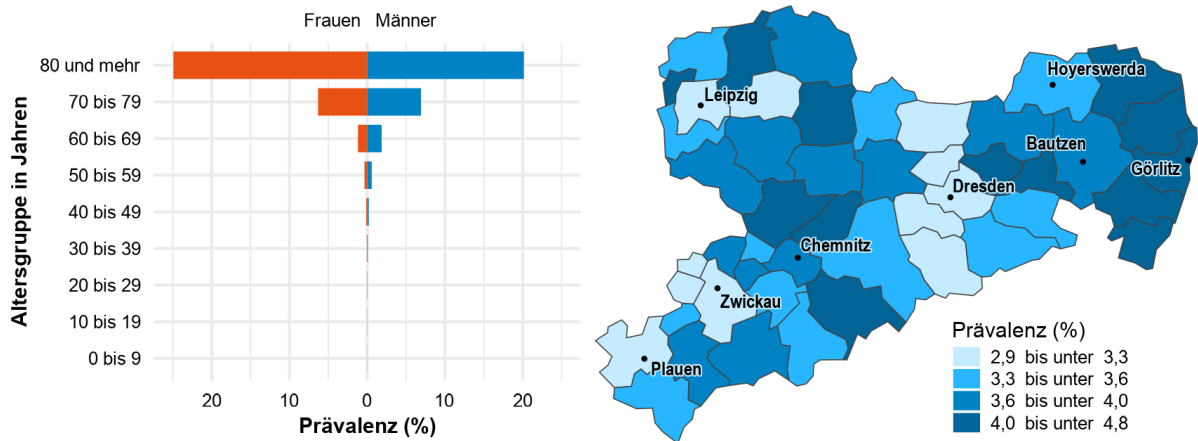 Frauen Männer
Altersgruppe in Jahren
80 und mehr
70 bis 79
60 bis 69
50 bis 59
40 bis 49
30 bis 39
20 bis 29
10 bis 19
0 bis 9
20 10 0 10 20
Prävalenz (%)
Hoyerswerda
Leipzig
Bautzen
Görlitz
Dresden
Chemnitz
Zwickau
Plauen
Prävalenz (%)
2,9 bis unter 3,3
3,3 bis unter 3,6
3,6 bis unter 4,0
4,0 bis unter 4,8